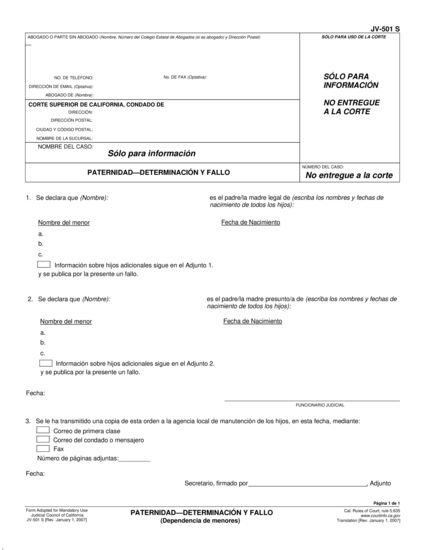 JV-501 S
ABOGADO O PARTE SIN ABOGADO (Nombre, Número del Colegio Estatal de Abogados (si es abogado) y Dirección Postal):
SÓLO PARA USO DE LA CORTE
NO. DE TELÉFONO:
No. DE FAX (Optativa):
DIRECCIÓN DE EMAIL (Optativa):
ABOGADO DE (Nombre):
SÓLO PARA
INFORMACIÓN
NO ENTREGUE
A LA CORTE
CORTE SUPERIOR DE CALIFORNIA, CONDADO DE
DIRECCIÓN:
DIRECCIÓN POSTAL:
CIUDAD Y CÓDIGO POSTAL:
NOMBRE DE LA SUCURSAL:
NOMBRE DEL CASO:
Sólo para información
PATERNIDAD—DETERMINACIÓN Y FALLO
NÚMERO DEL CASO:
No entregue a la corte
1. Se declara que (Nombre): es el padre/la madre legal de (escriba los nombres y fechas de
nacimiento de todos los hijos):
Nombre del menor Fecha de Nacimiento
a.
b.
c.
Información sobre hijos adicionales sigue en el Adjunto 1.
y se publica por la presente un fallo.
2. Se declara que (Nombre): es el padre/la madre presunto/a de (escriba los nombres y fechas de
nacimiento de todos los hijos):
Nombre del menor Fecha de Nacimiento
a.
b.
c.
Información sobre hijos adicionales sigue en el Adjunto 2.
y se publica por la presente un fallo.
Fecha:
FUNCIONARIO JUDICIAL
3. Se le ha transmitido una copia de esta orden a la agencia local de manutención de los hijos, en esta fecha, mediante:
Correo de primera clase
Correo del condado o mensajero
Fax
Número de páginas adjuntas:
Fecha:
Secretario, firmado por , Adjunto
Página 1 de 1
Form Adopted for Mandatory Use
Judicial Council of California
JV-501 S [Rev. January 1, 2007]
PATERNIDAD—DETERMINACIÓN Y FALLO
(Dependencia de menores)
Cal. Rules of Court, rule 5.635
www.courtinfo.ca.gov
Translation [Rev. January 1, 2007]